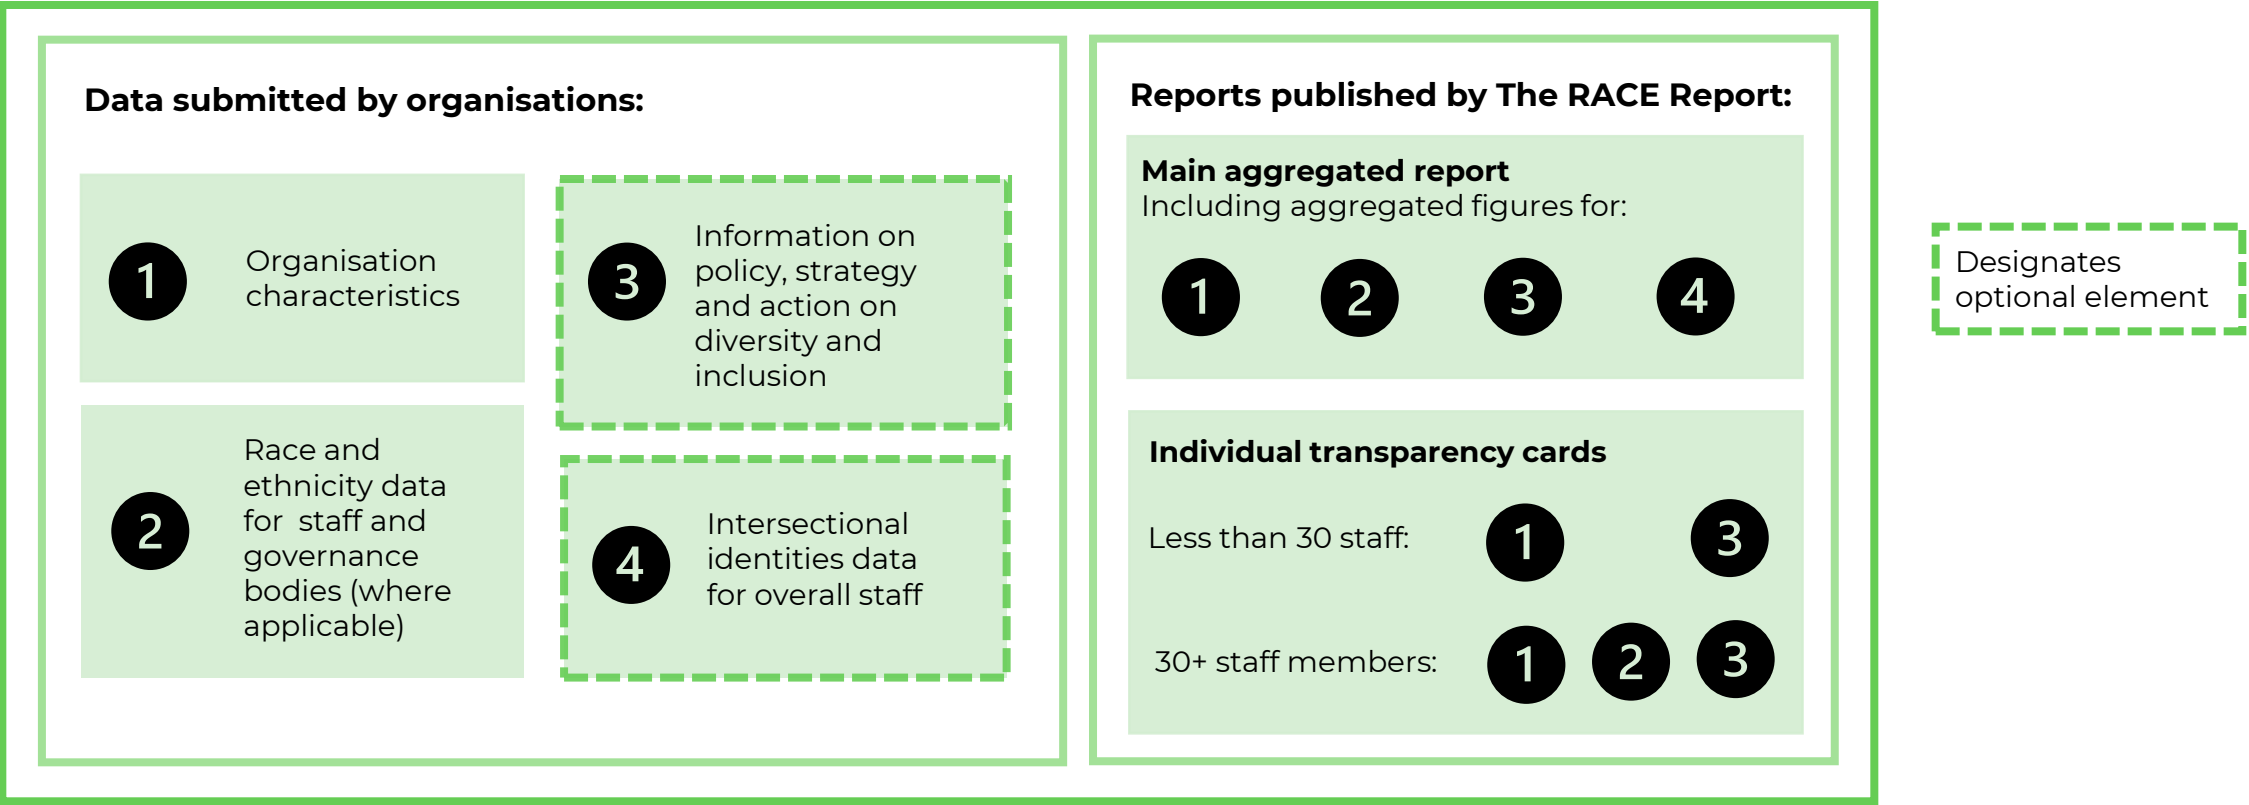 Data submitted by organisations:
1
Organisation
characteristics
2
Race and
ethnicity data
for  staff and
governance
bodies (where
applicable)
3
Information on
policy, strategy
and action on
diversity and
inclusion
4
Intersectional
identities data
for overall staff
Reports published by The RACE Report:
Main aggregated report
Including aggregated figures for:
1 2 3 4
Individual transparency cards
Less than 30 staff: 1 3
30+ staff members: 1 2 3
Designates
optional element